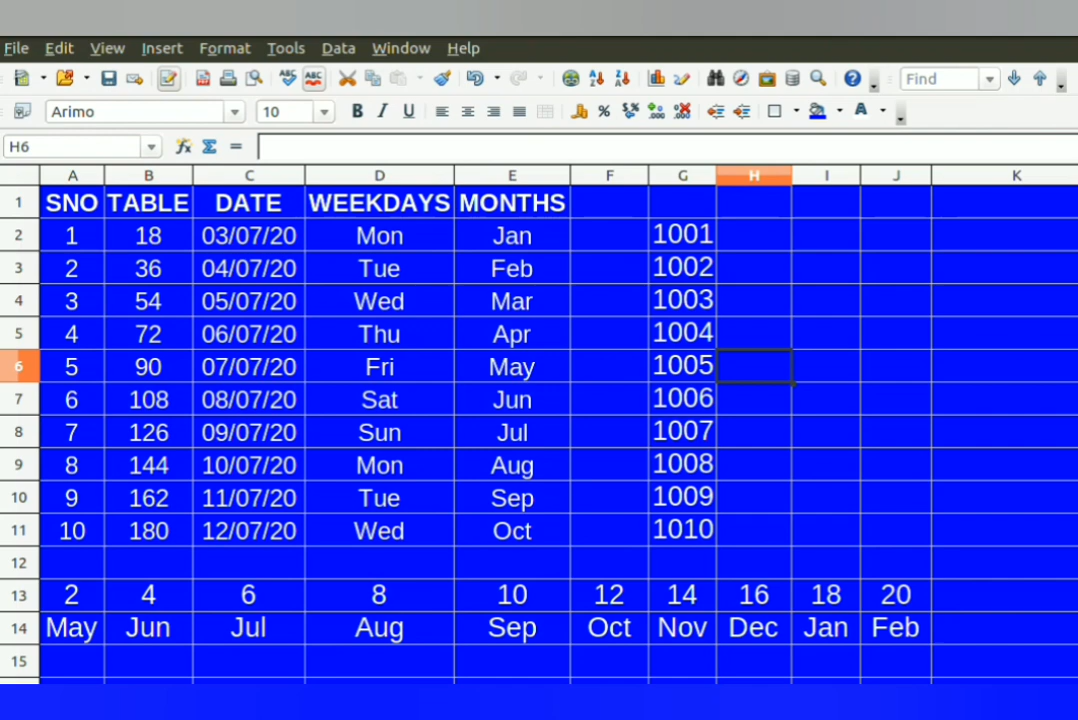 File Edit View Insert Format Tools Data Window Help
ABC ABC Find
Arimo 10 B I U % A
H6 fx Σ =
A B C D E F G H I J K
1 SNO TABLE DATE WEEKDAYS MONTHS
2 1 18 03/07/20 Mon Jan 1001
3 2 36 04/07/20 Tue Feb 1002
4 3 54 05/07/20 Wed Mar 1003
5 4 72 06/07/20 Thu Apr 1004
6 5 90 07/07/20 Fri May 1005
7 6 108 08/07/20 Sat Jun 1006
8 7 126 09/07/20 Sun Jul 1007
9 8 144 10/07/20 Mon Aug 1008
10 9 162 11/07/20 Tue Sep 1009
11 10 180 12/07/20 Wed Oct 1010
12
13 2 4 6 8 10 12 14 16 18 20
14 May Jun Jul Aug Sep Oct Nov Dec Jan Feb
15